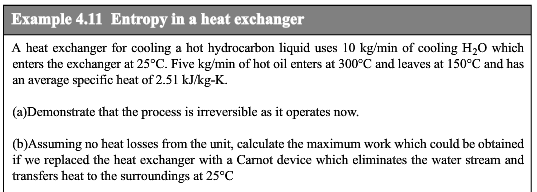 Example 4.11 Entropy in a heat exchanger
A heat exchanger for cooling a hot hydrocarbon liquid uses 10 kg/min of cooling H₂O which
enters the exchanger at 25°C. Five kg/min of hot oil enters at 300°C and leaves at 150°C and has
an average specific heat of 2.51 kJ/kg-K.
(a)Demonstrate that the process is irreversible as it operates now.
(b)Assuming no heat losses from the unit, calculate the maximum work which could be obtained
if we replaced the heat exchanger with a Carnot device which eliminates the water stream and
transfers heat to the surroundings at 25°C